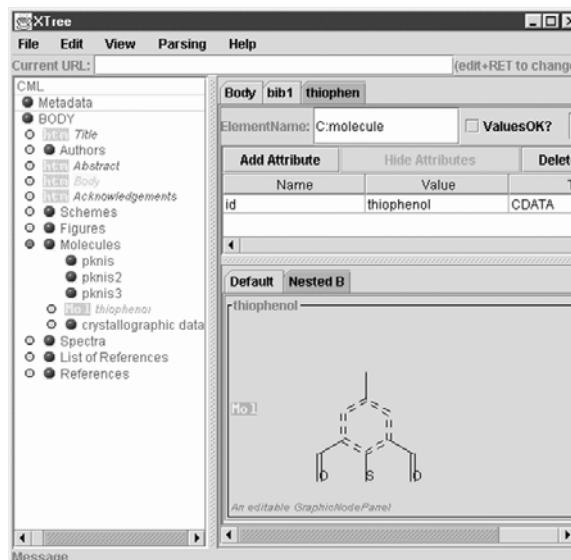 XTree
File Edit View Parsing Help
Current URL: (edit+RET to change
CML
Metadata
BODY
Title
Authors
Abstract
Body
Acknowledgements
Schemes
Figures
Molecules
pknis
pknis2
pknis3
Mol thiophenol
crystallographic data
Spectra
List of References
References
Body bib1 thiophen
ElementName: C:molecule ValuesOK?
Add Attribute Hide Attributes Delet
Name Value T
id thiophenol CDATA
Default Nested B
thiophenol
Mol
O S O
An editable GraphicNodePanel
Message